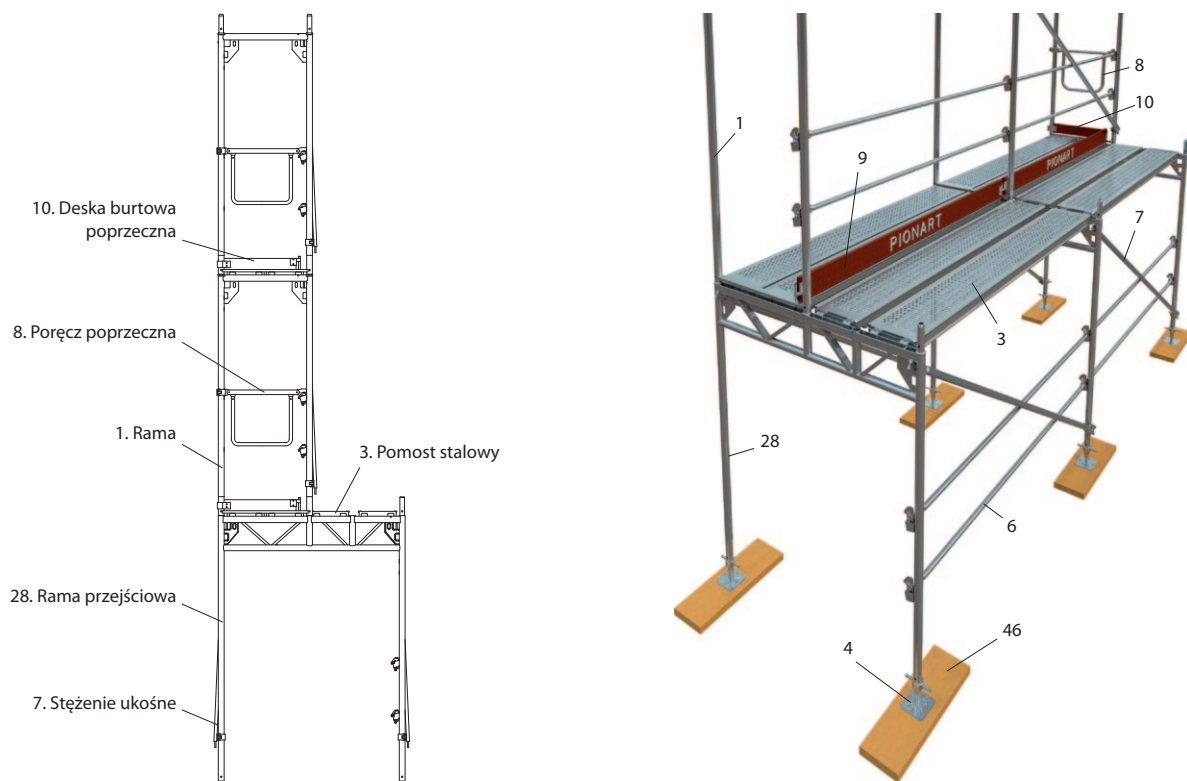 10. Deska burtowa
poprzeczna
8. Poręcz poprzeczna
1. Rama
3. Pomost stalowy
28. Rama przejściowa
7. Stężenie ukośne
8
10
1
9
PIONART
PIONART
7
3
28
6
46
4